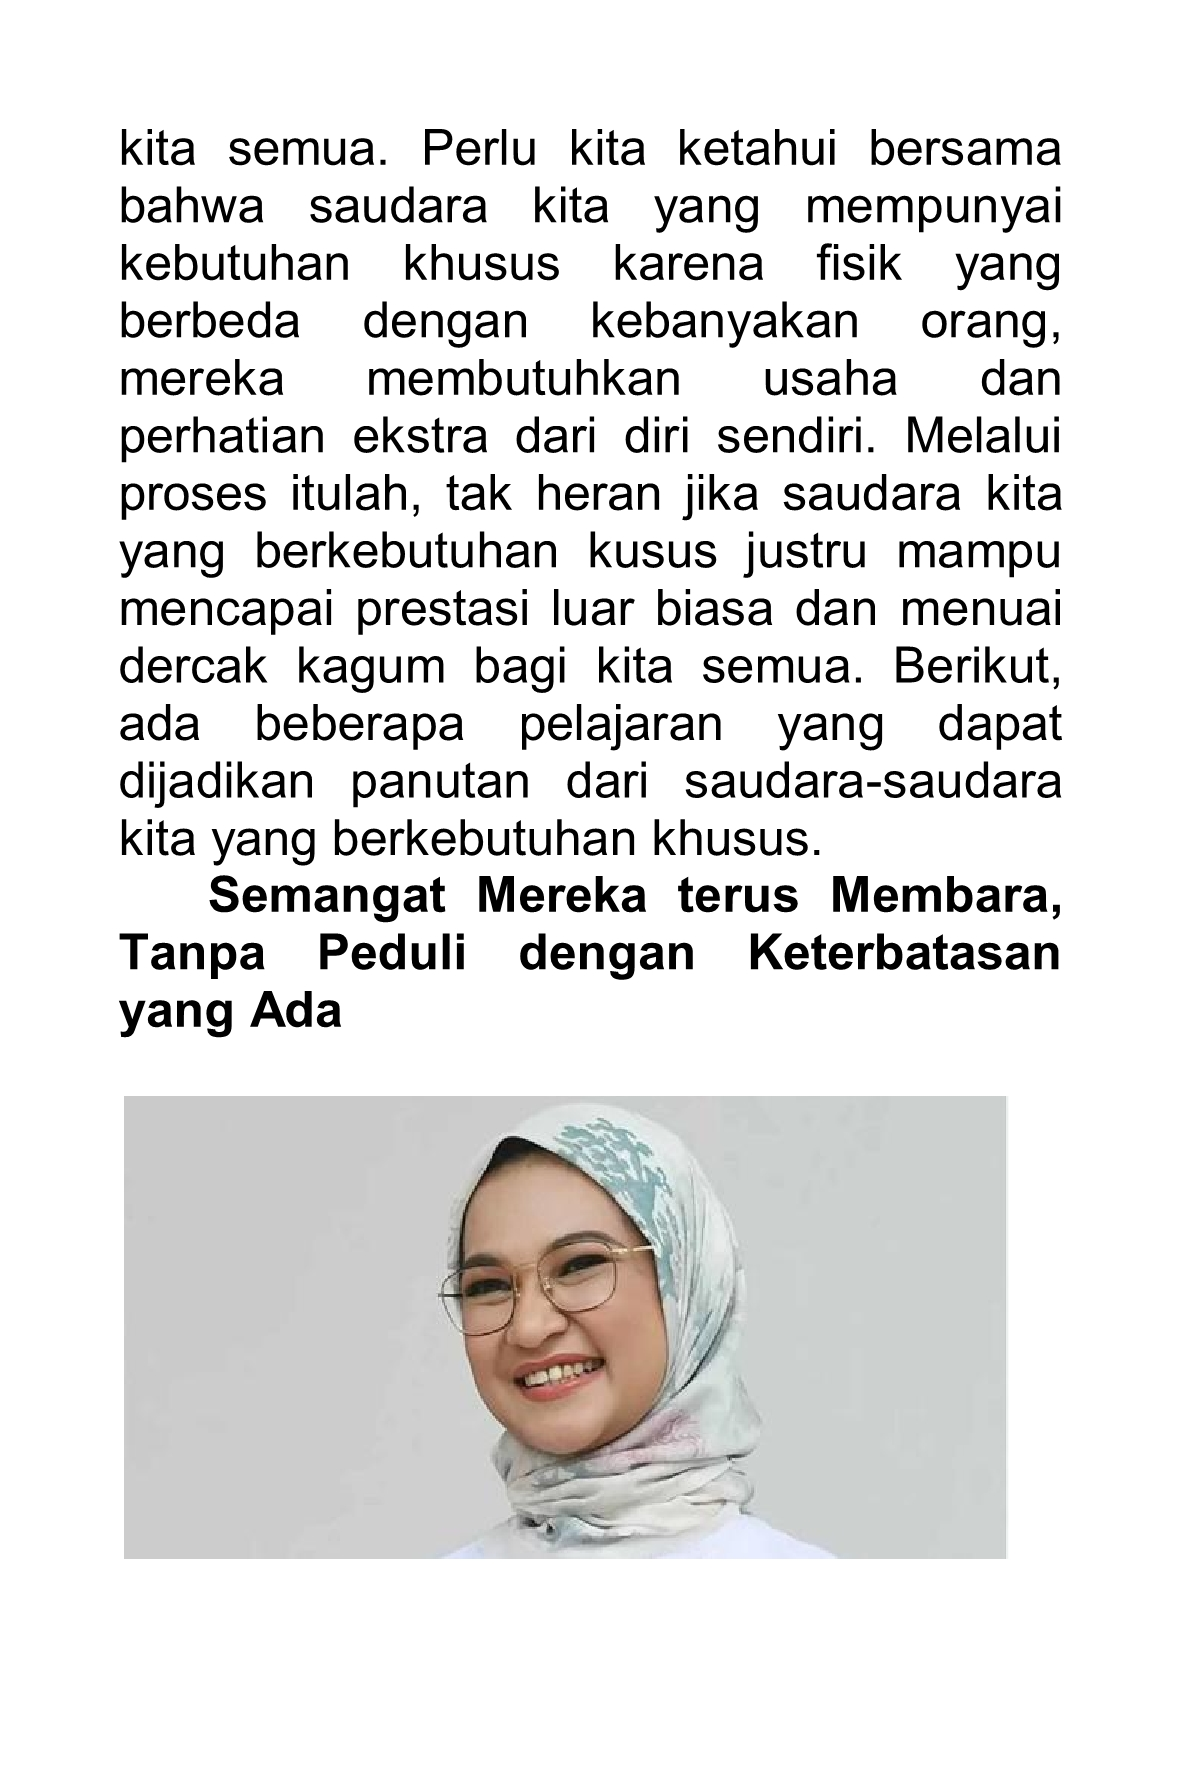 kita semua. Perlu kita ketahui bersama
bahwa saudara kita yang mempunyai
kebutuhan khusus karena fisik yang
berbeda dengan kebanyakan orang,
mereka membutuhkan usaha dan
perhatian ekstra dari diri sendiri. Melalui
proses itulah, tak heran jika saudara kita
yang berkebutuhan kusus justru mampu
mencapai prestasi luar biasa dan menuai
dercak kagum bagi kita semua. Berikut,
ada beberapa pelajaran yang dapat
dijadikan panutan dari saudara-saudara
kita yang berkebutuhan khusus.
Semangat Mereka terus Membara,
Tanpa Peduli dengan Keterbatasan
yang Ada